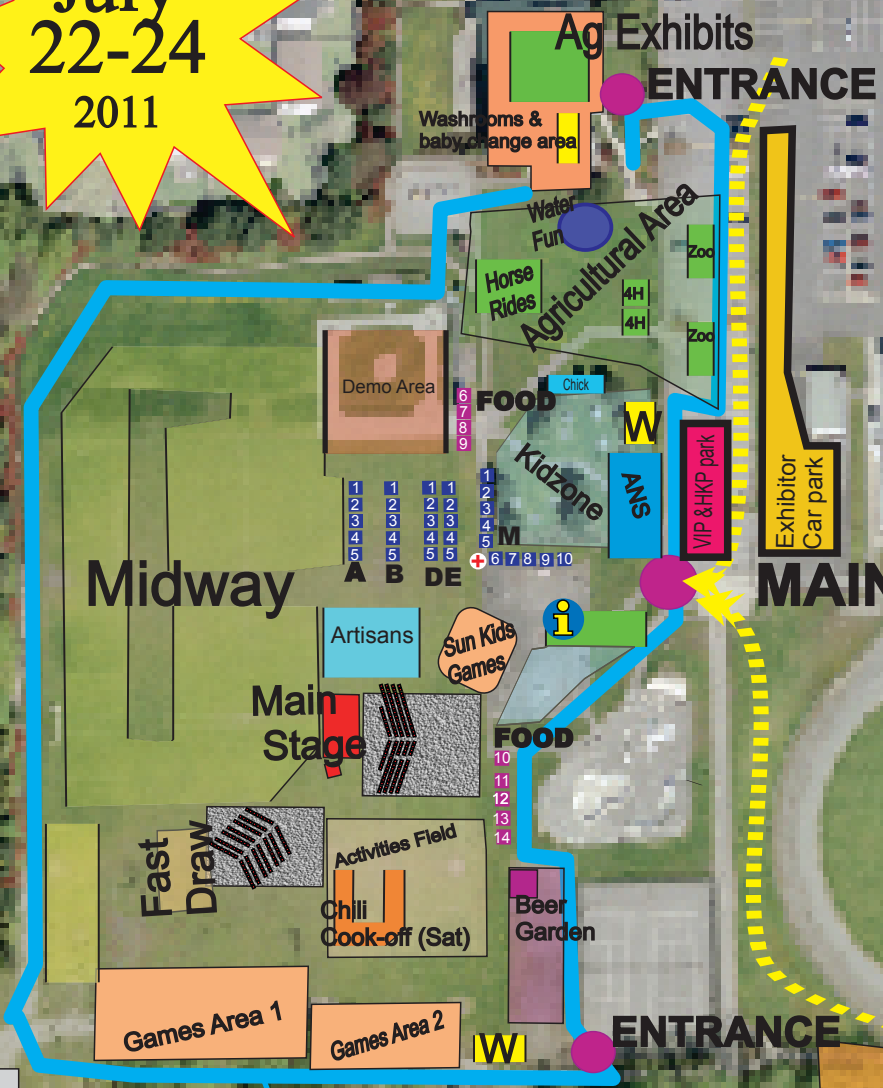 July
22-24
2011
Ag Exhibits
ENTRANCE
Washrooms &
baby change area
Water
Fun
Agricultural Area
Zoo
Horse
Rides
4H
4H
Zoo
Demo Area
Chick
6
7
8
9
FOOD
W
Kidzone
ANS
VIP &HKP park
Exhibitor
Car park
1
2
3
4
5
A
1
2
3
4
5
B
1
2
3
4
5
D
1
2
3
4
5
E
1
2
3
4
5
M
6 7 8 9 10
Midway
MAIN
i
Artisans
Sun Kids
Games
Main
Stage
FOOD
10
11
12
13
14
Fast
Draw
Activities Field
Chili
Cook-off (Sat)
Beer
Garden
Games Area 1
Games Area 2
W
ENTRANCE